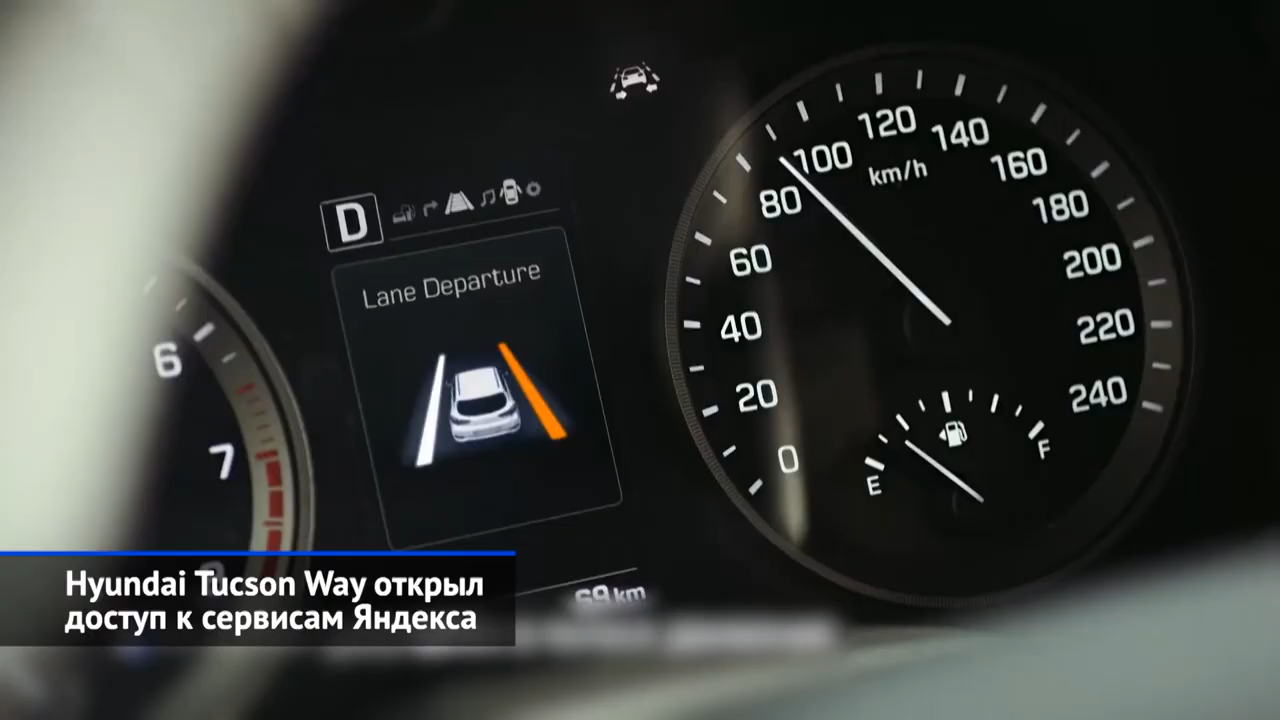 D
Lane Departure
6
7
0
20
40
60
80
100
120
140
160
180
200
220
240
km/h
E
F
69 km
Hyundai Tucson Way открыл
доступ к сервисам Яндекса